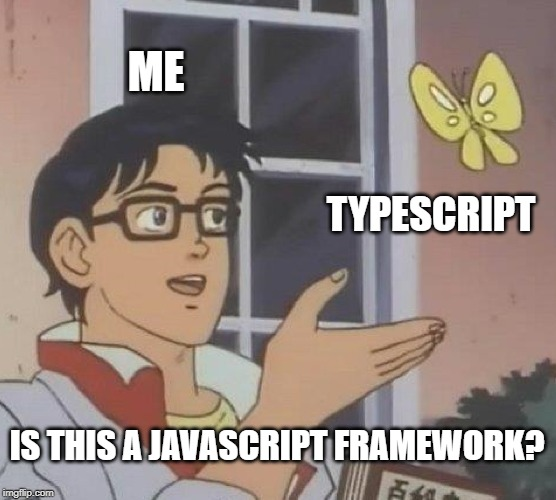 ME
TYPESCRIPT
IS THIS A JAVASCRIPT FRAMEWORK?
imgflip.com